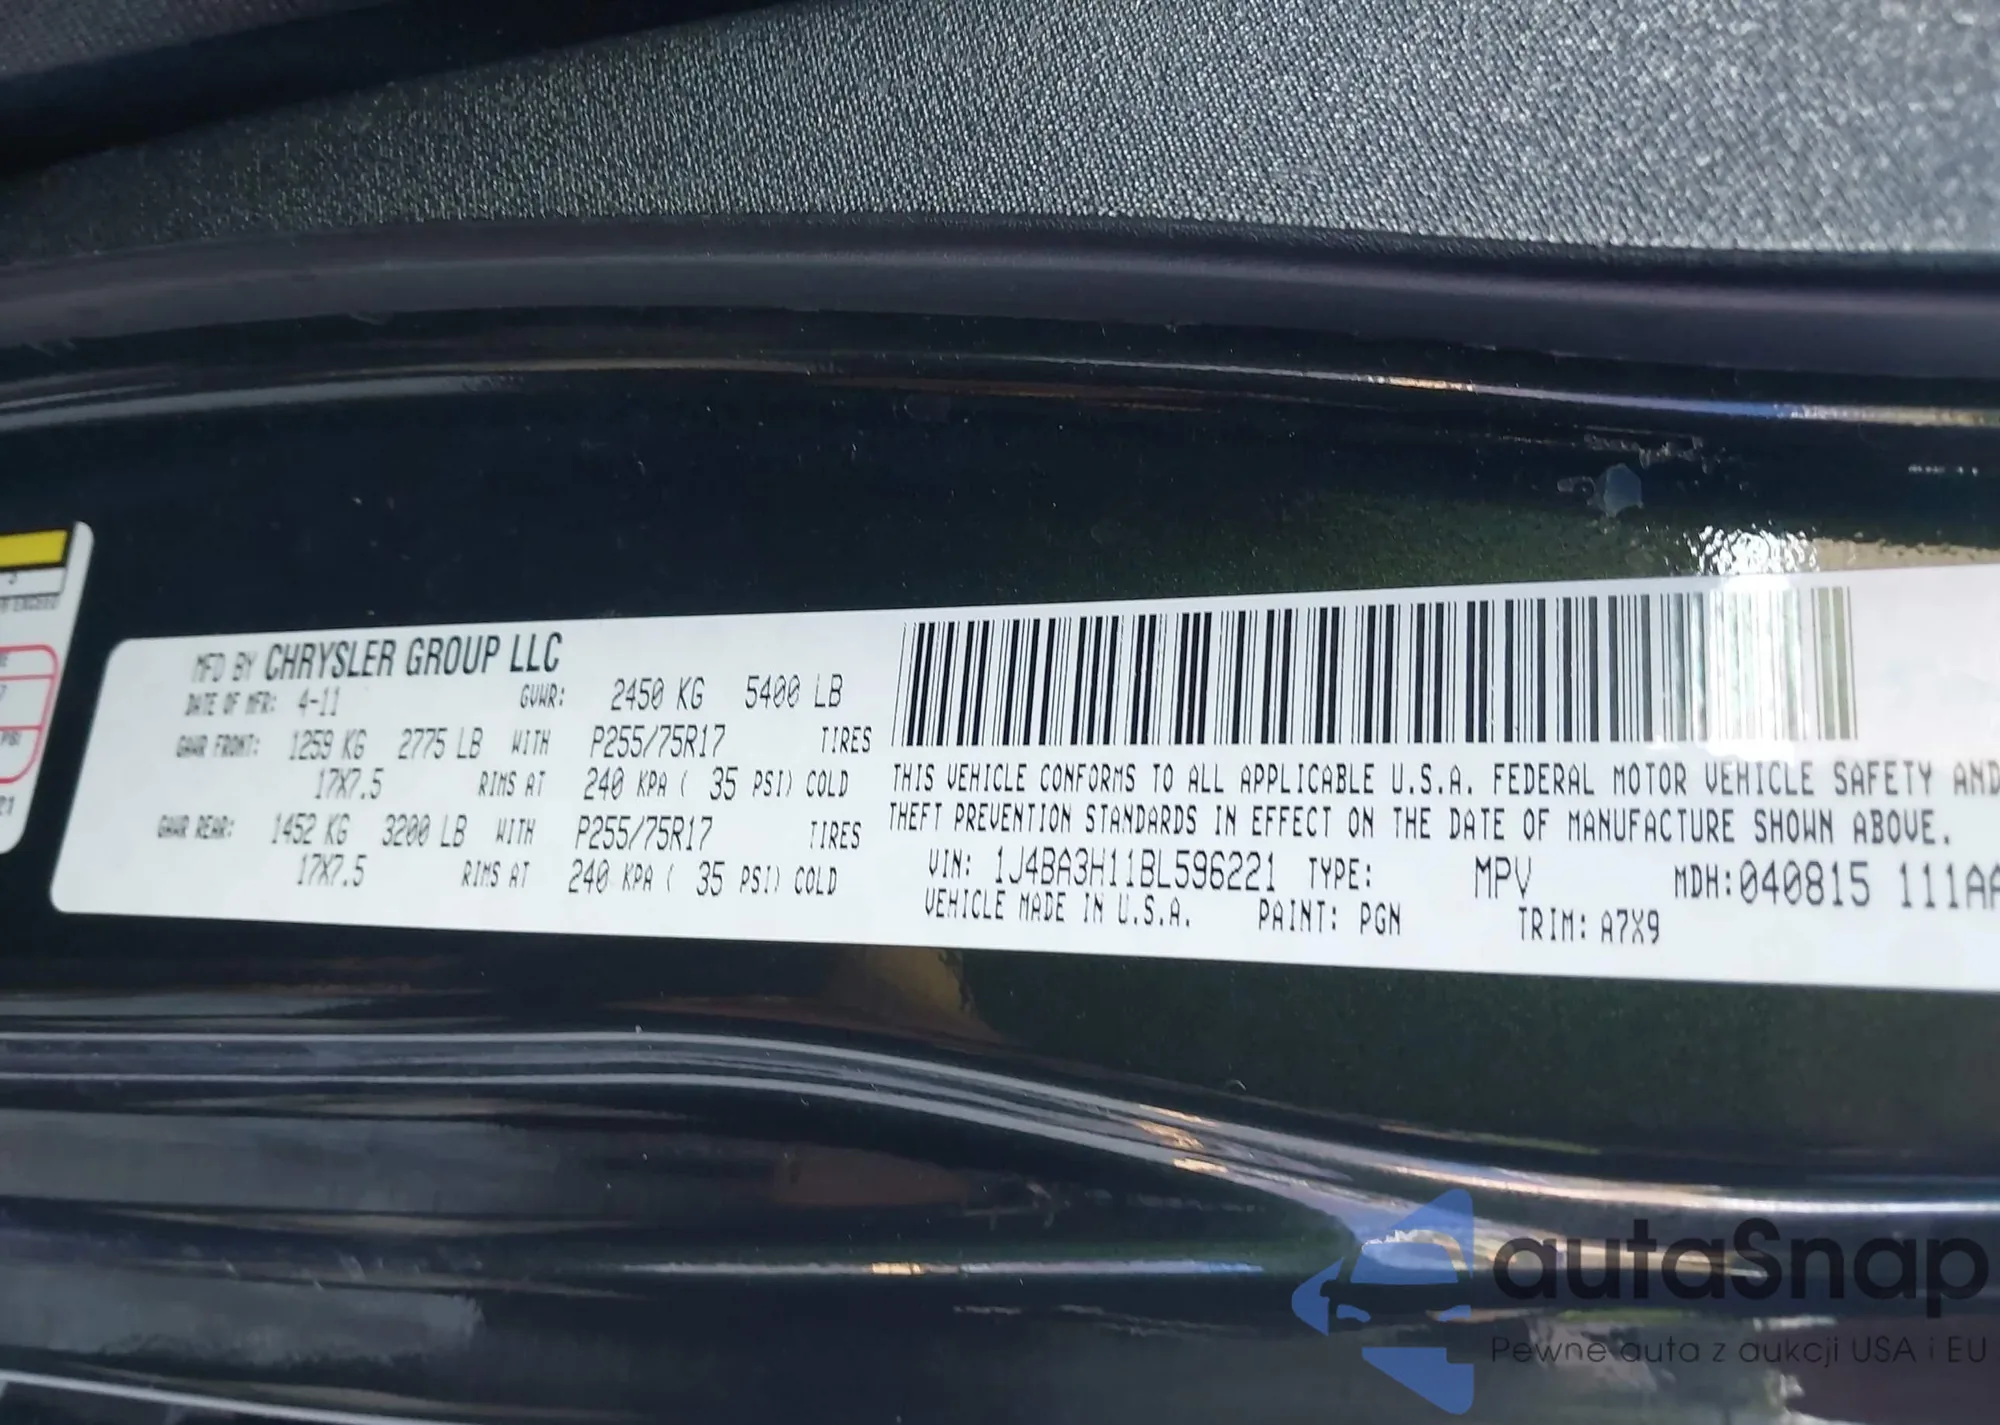 MFD BY CHRYSLER GROUP LLC
DATE OF MFR: 4-11 GVWR: 2450 KG 5400 LB
GAWR FRONT: 1259 KG 2775 LB WITH P255/75R17 TIRES
17X7.5 RIMS AT 240 KPA ( 35 PSI) COLD
GAWR REAR: 1452 KG 3200 LB WITH P255/75R17 TIRES
17X7.5 RIMS AT 240 KPA ( 35 PSI) COLD
THIS VEHICLE CONFORMS TO ALL APPLICABLE U.S.A. FEDERAL MOTOR VEHICLE SAFETY AND
THEFT PREVENTION STANDARDS IN EFFECT ON THE DATE OF MANUFACTURE SHOWN ABOVE.
VIN: 1J4BA3H11BL596221 TYPE: MPV MDH:040815 111AA
VEHICLE MADE IN U.S.A. PAINT: PGN TRIM: A7X9
EXCEED
PSI
autaSnap
Pewne auta z aukcji USA i EU